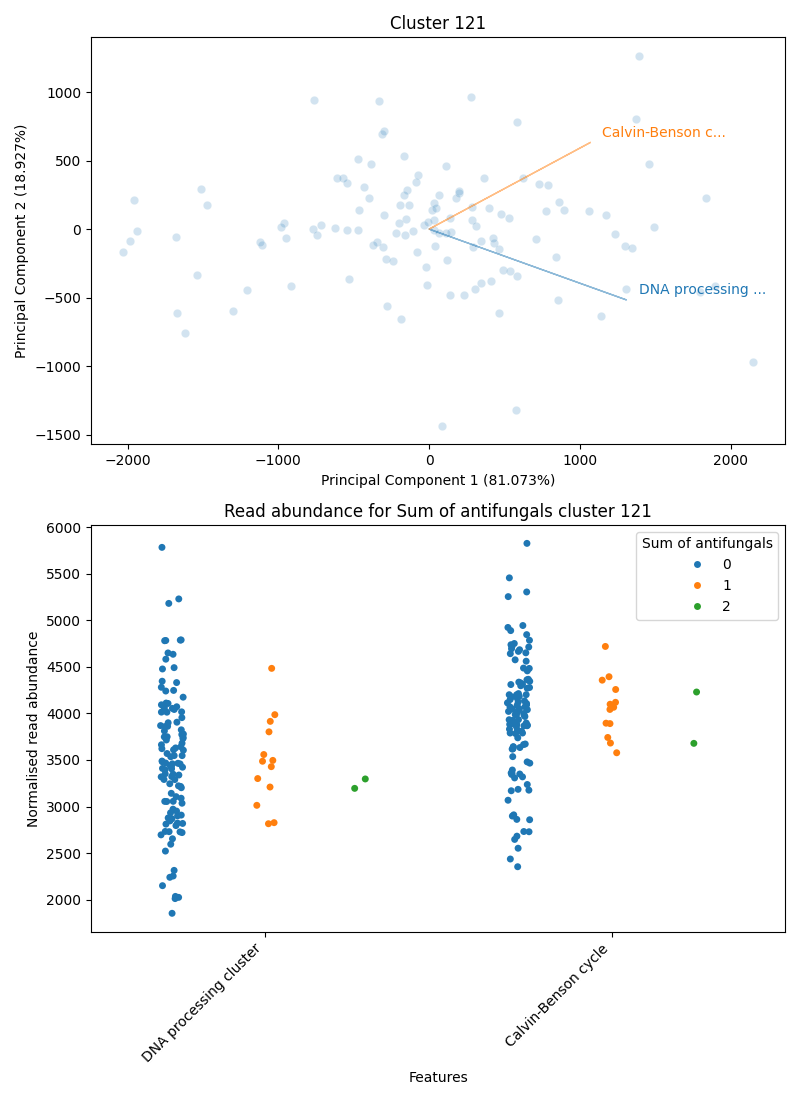 Cluster 121
1000
500
0
−500
−1000
−1500
Principal Component 2 (18.927%)
Calvin-Benson c...
DNA processing ...
−2000
−1000
0
1000
2000
Principal Component 1 (81.073%)
Read abundance for Sum of antifungals cluster 121
6000
5500
5000
4500
4000
3500
3000
2500
2000
Normalised read abundance
Sum of antifungals
0
1
2
DNA processing cluster
Calvin-Benson cycle
Features